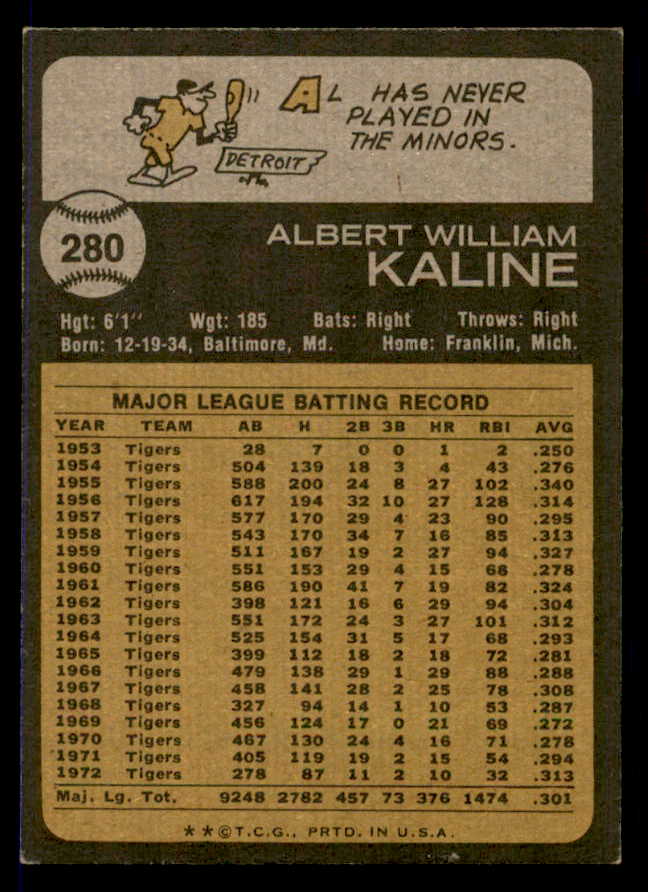 AL HAS NEVER
PLAYED IN
THE MINORS.
DETROIT
280
ALBERT WILLIAM
KALINE
Hgt: 6'1" Wgt: 185 Bats: Right Throws: Right
Born: 12-19-34, Baltimore, Md. Home: Franklin, Mich.
MAJOR LEAGUE BATTING RECORD
YEAR TEAM AB H 2B 3B HR RBI AVG
1953 Tigers 28 7 0 0 1 2 .250
1954 Tigers 504 139 18 3 4 43 .276
1955 Tigers 588 200 24 8 27 102 .340
1956 Tigers 617 194 32 10 27 128 .314
1957 Tigers 577 170 29 4 23 90 .295
1958 Tigers 543 170 34 7 16 85 .313
1959 Tigers 511 167 19 2 27 94 .327
1960 Tigers 551 153 29 4 15 68 .278
1961 Tigers 586 190 41 7 19 82 .324
1962 Tigers 398 121 16 6 29 94 .304
1963 Tigers 551 172 24 3 27 101 .312
1964 Tigers 525 154 31 5 17 68 .293
1965 Tigers 399 112 18 2 18 72 .281
1966 Tigers 479 138 29 1 29 88 .288
1967 Tigers 458 141 28 2 25 78 .308
1968 Tigers 327 94 14 1 10 53 .287
1969 Tigers 456 124 17 0 21 69 .272
1970 Tigers 467 130 24 4 16 71 .278
1971 Tigers 405 119 19 2 15 54 .294
1972 Tigers 278 87 11 2 10 32 .313
Maj. Lg. Tot. 9248 2782 457 73 376 1474 .301
**©T.C.G., PRTD. IN U.S.A.